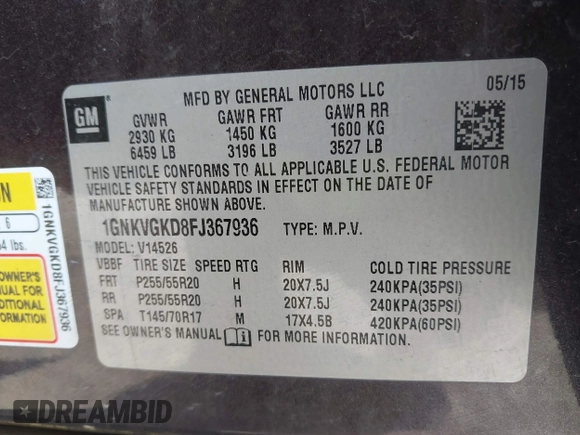 GM
MFD BY GENERAL MOTORS LLC
05/15
GVWR GAWR FRT GAWR RR
2930 KG 1450 KG 1600 KG
6459 LB 3196 LB 3527 LB
THIS VEHICLE CONFORMS TO ALL APPLICABLE U.S. FEDERAL MOTOR
VEHICLE SAFETY STANDARDS IN EFFECT ON THE DATE OF
MANUFACTURE SHOWN ABOVE.
1GNKVGKD8FJ367936 TYPE: M.P.V.
MODEL: V14526
VBBF TIRE SIZE SPEED RTG RIM COLD TIRE PRESSURE
FRT P255/55R20 H 20X7.5J 240KPA(35PSI)
RR P255/55R20 H 20X7.5J 240KPA(35PSI)
SPA T145/70R17 M 17X4.5B 420KPA(60PSI)
SEE OWNER'S MANUAL FOR MORE INFORMATION
6
lbs.
OWNER'S
FOR
1GNKVGKD8FJ367936
DREAMBID